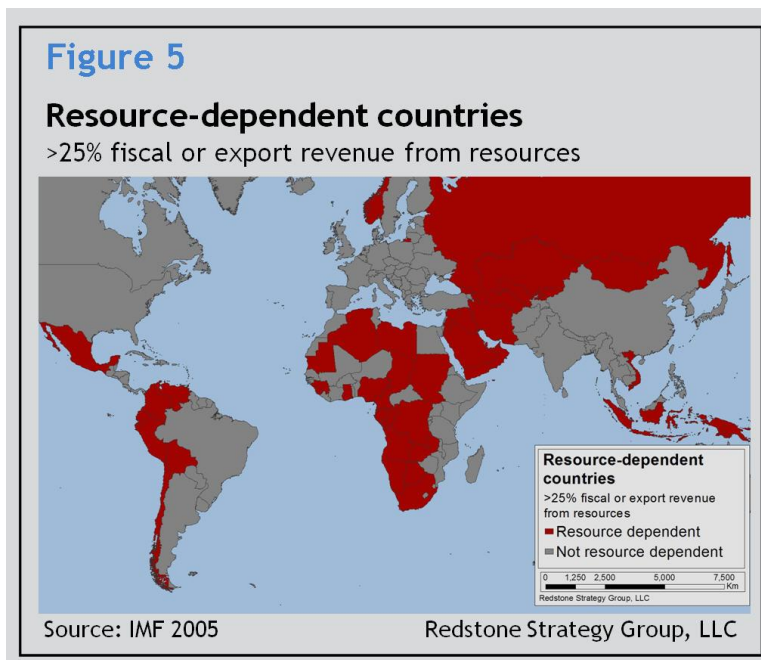 Figure 5
Resource-dependent countries
>25% fiscal or export revenue from resources
Resource-dependent
countries
>25% fiscal or export revenue
from resources
Resource dependent
Not resource dependent
0 1,250 2,500 5,000 7,500
Km
Redstone Strategy Group, LLC
Source: IMF 2005 Redstone Strategy Group, LLC